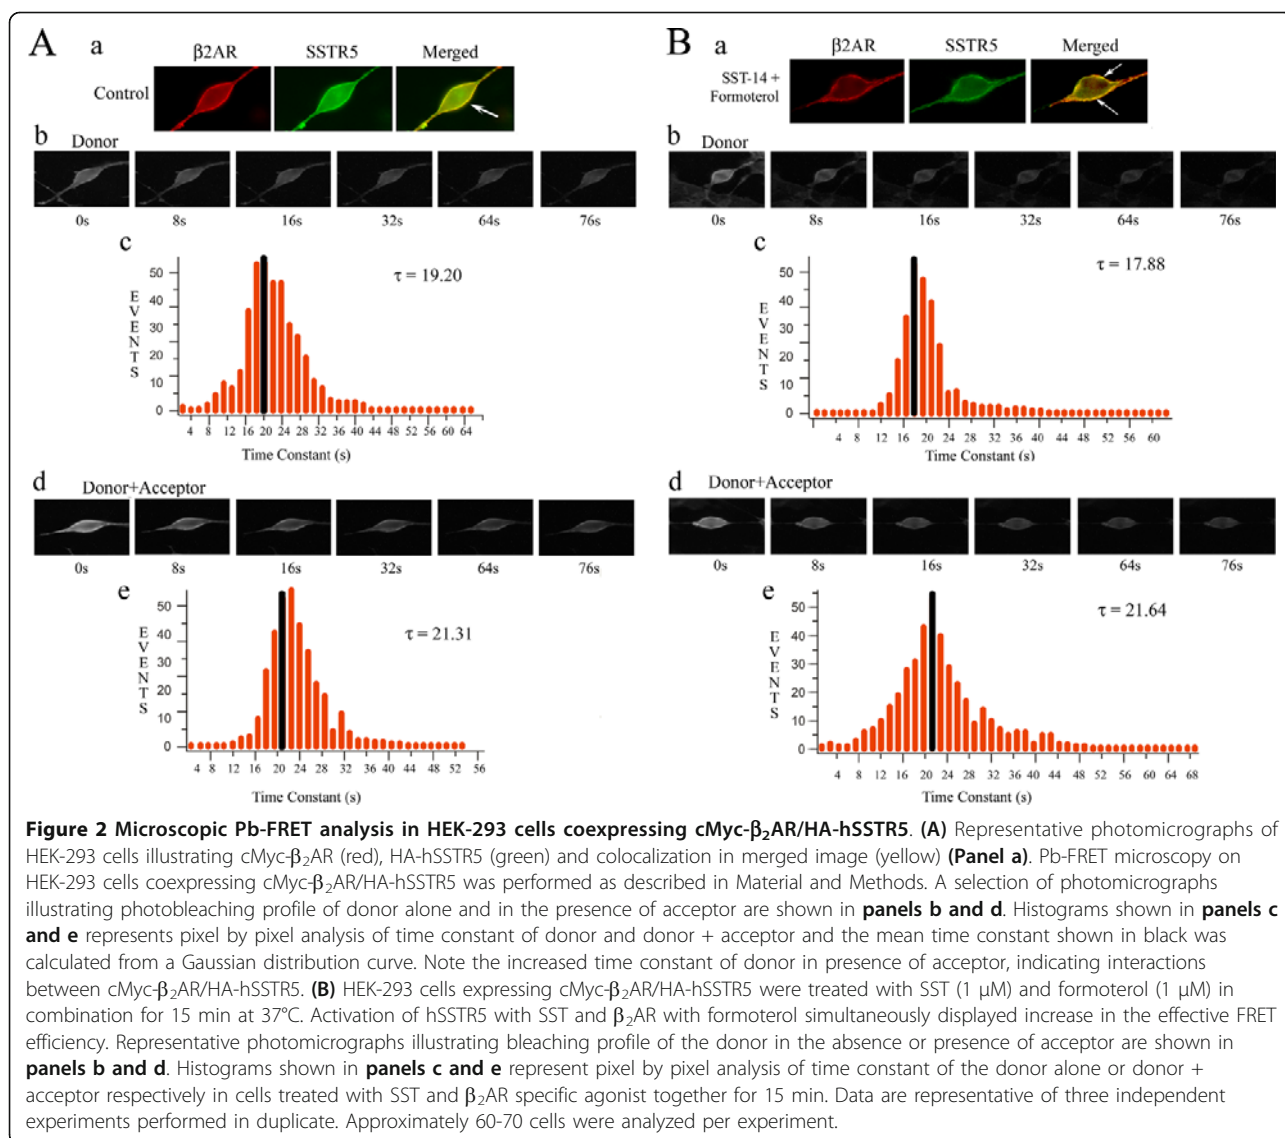 A a
β2AR SSTR5 Merged
Control
b
Donor
0s 8s 16s 32s 64s 76s
c
τ = 19.20
EVENTS
50
40
30
20
10
0
4 8 12 16 20 24 28 32 36 40 44 48 52 56 60 64
Time Constant (s)
d
Donor+Acceptor
0s 8s 16s 32s 64s 76s
e
τ = 21.31
EVENTS
50
40
30
20
10
0
4 8 12 16 20 24 28 32 36 40 44 48 52 56
Time Constant (s)
B a
β2AR SSTR5 Merged
SST-14 +
Formoterol
b
Donor
0s 8s 16s 32s 64s 76s
c
τ = 17.88
EVENTS
40
30
20
10
0
4 8 12 16 20 24 28 32 36 40 44 48 52 56 60
Time Constant (s)
d
Donor+Acceptor
0s 8s 16s 32s 64s 76s
e
τ = 21.64
EVENTS
50
40
30
20
10
0
4 8 12 16 20 24 28 32 36 40 44 48 52 56 60 64 68
Time Constant (s)
Figure 2 Microscopic Pb-FRET analysis in HEK-293 cells coexpressing cMyc-β₂AR/HA-hSSTR5. (A) Representative photomicrographs of
HEK-293 cells illustrating cMyc-β₂AR (red), HA-hSSTR5 (green) and colocalization in merged image (yellow) (Panel a). Pb-FRET microscopy on
HEK-293 cells coexpressing cMyc-β₂AR/HA-hSSTR5 was performed as described in Material and Methods. A selection of photomicrographs
illustrating photobleaching profile of donor alone and in the presence of acceptor are shown in panels b and d. Histograms shown in panels c
and e represents pixel by pixel analysis of time constant of donor and donor + acceptor and the mean time constant shown in black was
calculated from a Gaussian distribution curve. Note the increased time constant of donor in presence of acceptor, indicating interactions
between cMyc-β₂AR/HA-hSSTR5. (B) HEK-293 cells expressing cMyc-β₂AR/HA-hSSTR5 were treated with SST (1 μM) and formoterol (1 μM) in
combination for 15 min at 37°C. Activation of hSSTR5 with SST and β₂AR with formoterol simultaneously displayed increase in the effective FRET
efficiency. Representative photomicrographs illustrating bleaching profile of the donor in the absence or presence of acceptor are shown in
panels b and d. Histograms shown in panels c and e represent pixel by pixel analysis of time constant of the donor alone or donor +
acceptor respectively in cells treated with SST and β₂AR specific agonist together for 15 min. Data are representative of three independent
experiments performed in duplicate. Approximately 60-70 cells were analyzed per experiment.